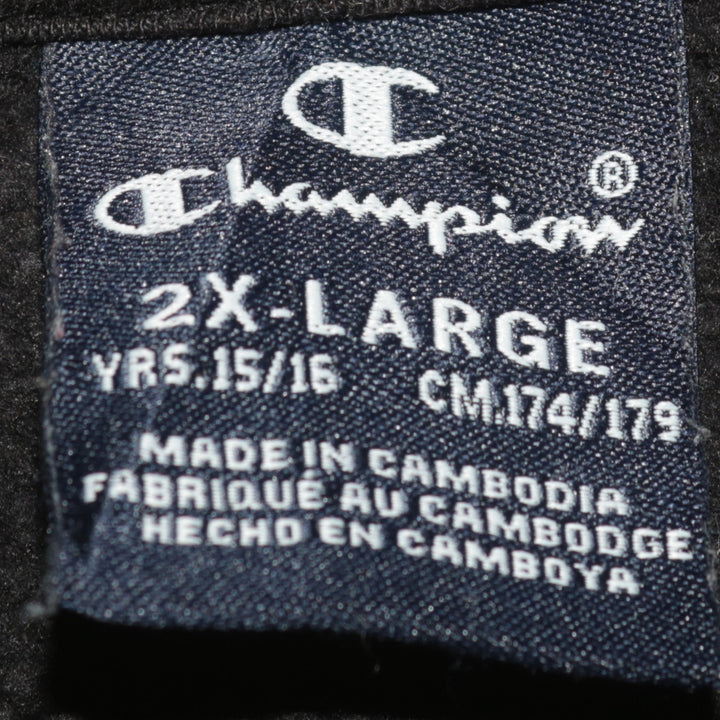 C
Champion®
2X-LARGE
YRS.15/16 CM.174/179
MADE IN CAMBODIA
FABRIQUÉ AU CAMBODGE
HECHO EN CAMBOYA